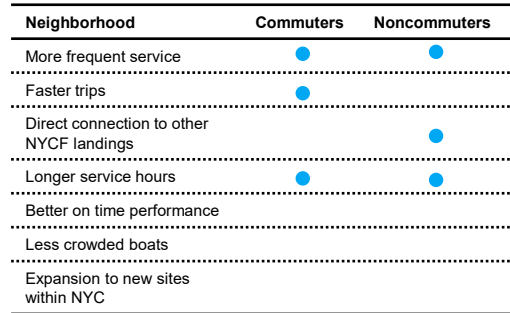 Neighborhood Commuters Noncommuters
More frequent service
Faster trips
Direct connection to other
NYCF landings
Longer service hours
Better on time performance
Less crowded boats
Expansion to new sites
within NYC